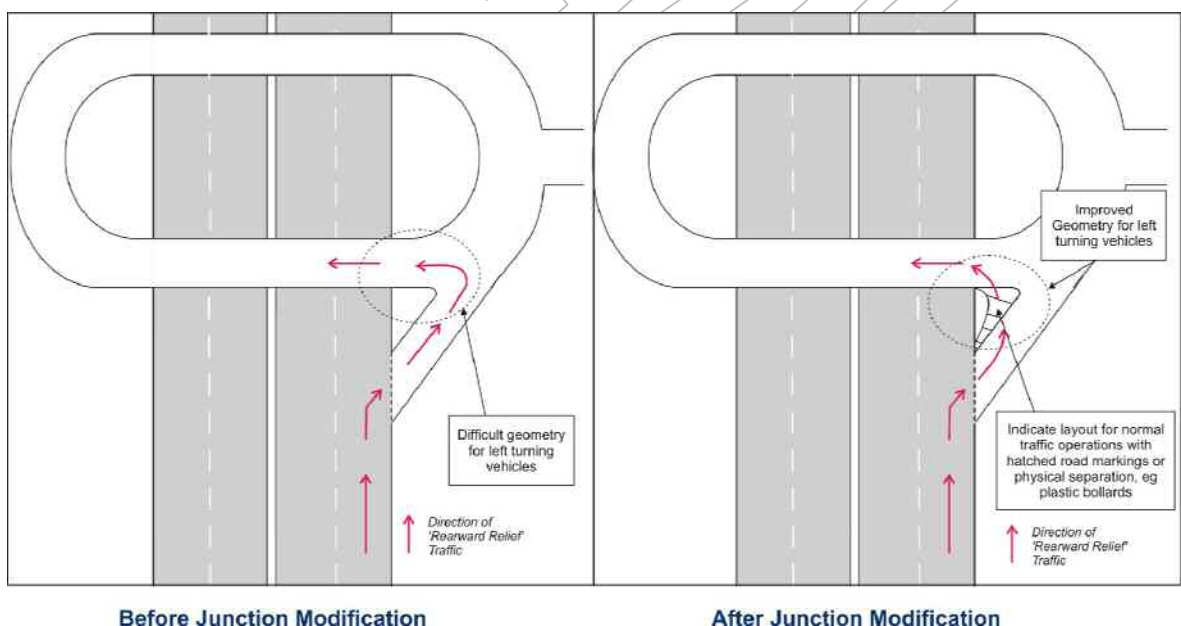 Difficult geometry
for left turning
vehicles
Direction of
'Rearward Relief'
Traffic
Before Junction Modification
Improved
Geometry for left
turning vehicles
Indicate layout for normal
traffic operations with
hatched road markings or
physical separation, eg
plastic bollards
Direction of
'Rearward Relief'
Traffic
After Junction Modification